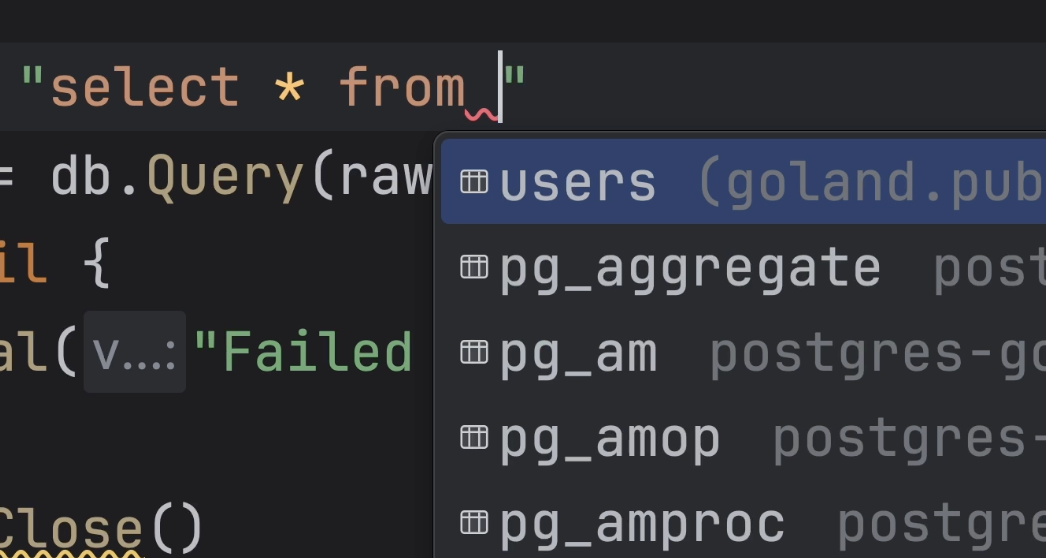 "select * from "
= db.Query(raw
users (goland.pub
il {
pg_aggregate post
al( v...: "Failed
pg_am postgres-go
pg_amop postgres-
Close()
pg_amproc postgre